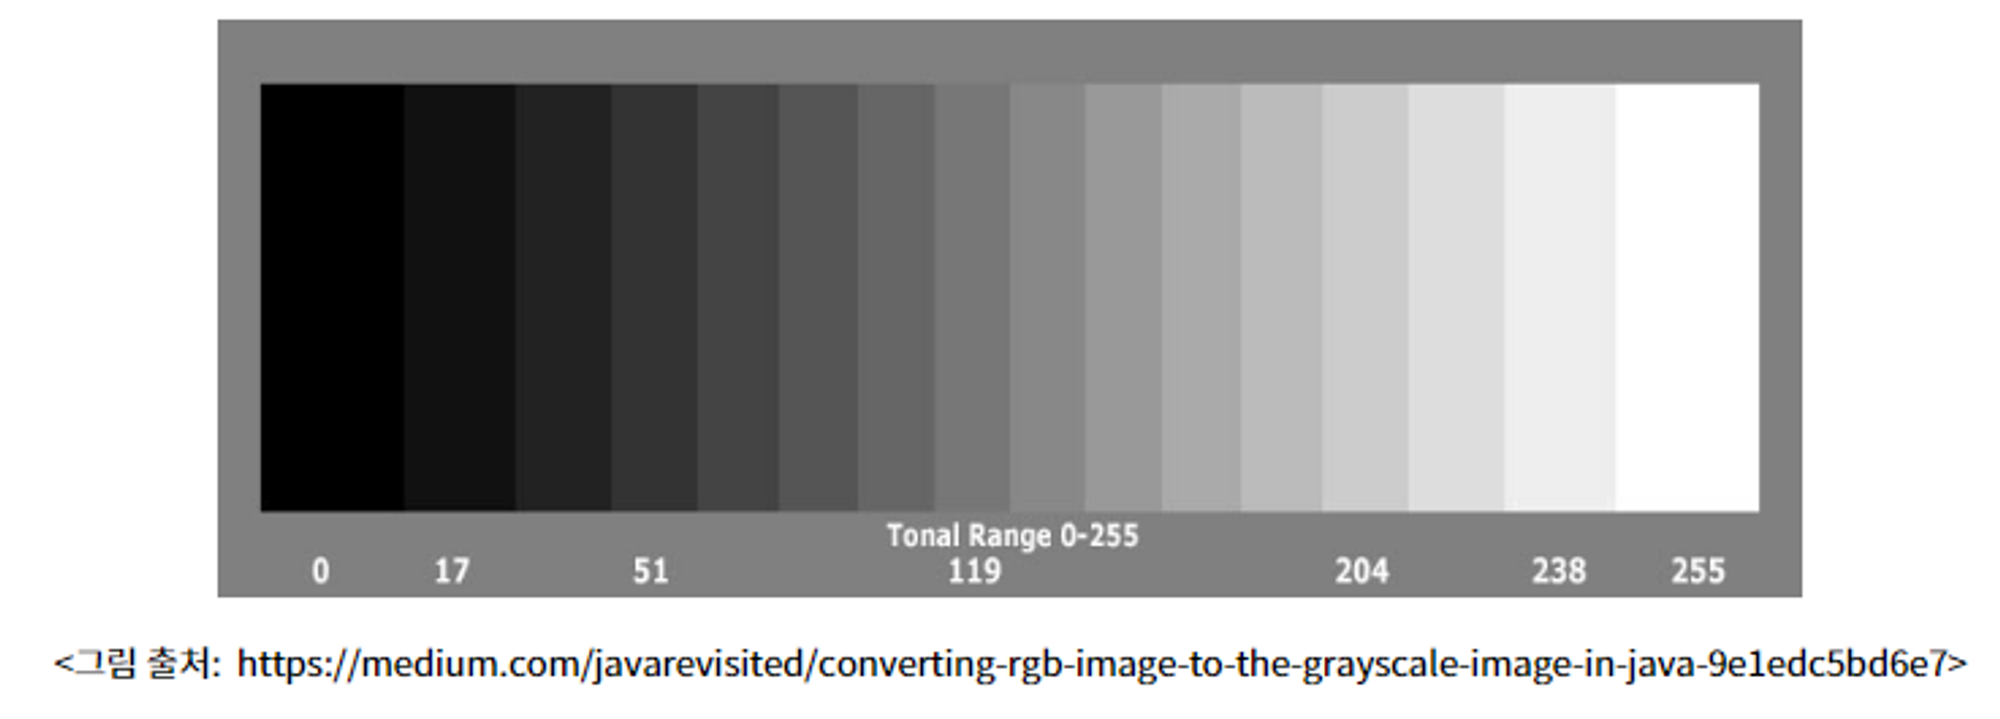 Tonal Range 0-255
0 17 51 119 204 238 255
<그림 출처: https://medium.com/javarevisited/converting-rgb-image-to-the-grayscale-image-in-java-9e1edc5bd6e7>